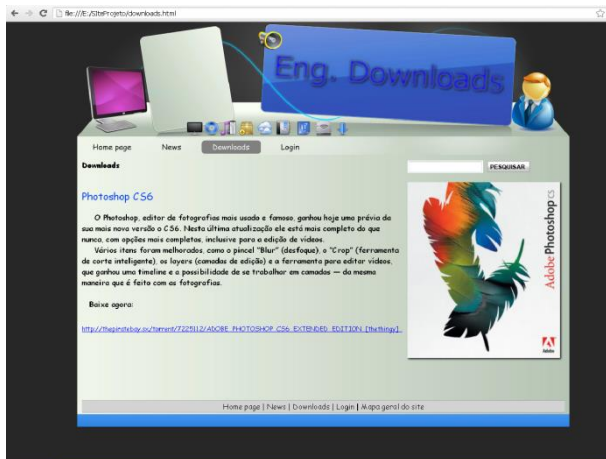 file:///E:/SiteProjeto/downloads.html
Eng. Downloads
Home page News Downloads Login
Downloads
PESQUISAR
Photoshop CS6
O Photoshop, editor de fotografias mais usado e famoso, ganhou hoje uma prévia da
sua mais nova versão o CS6. Nesta última atualização ele está mais completo do que
nunca, com opções mais completas, inclusive para a edição de vídeos.
Vários itens foram melhorados, como o pincel "Blur" (desfoque), o "Crop" (ferramenta
de corte inteligente), os layers (camadas de edição) e a ferramenta para editar vídeos,
que ganhou uma timeline e a possibilidade de se trabalhar em camadas — da mesma
maneira que é feito com as fotografias.
Baixe agora:
http://thepiratebay.sx/torrent/7225112/ADOBE_PHOTOSHOP_CS6_EXTENDED_EDITION_[thethingy]_
Adobe Photoshop CS
Adobe
Home page | News | Downloads | Login | Mapa geral do site